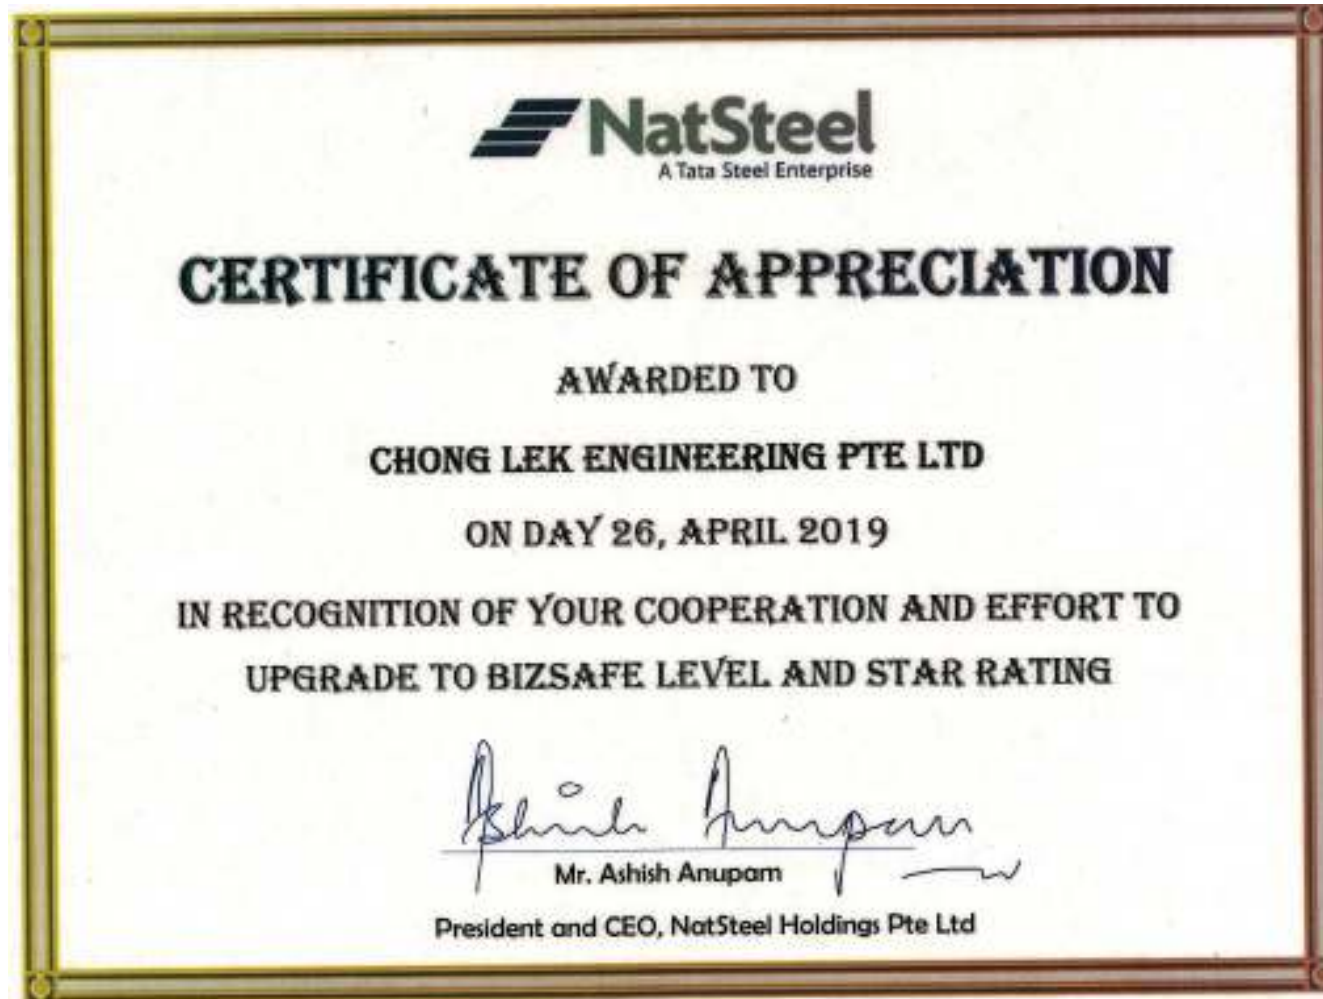 NatSteel
A Tata Steel Enterprise
CERTIFICATE OF APPRECIATION
AWARDED TO
CHONG LEK ENGINEERING PTE LTD
ON DAY 26, APRIL 2019
IN RECOGNITION OF YOUR COOPERATION AND EFFORT TO
UPGRADE TO BIZSAFE LEVEL AND STAR RATING
Ashish Anupam
Mr. Ashish Anupam
President and CEO, NatSteel Holdings Pte Ltd